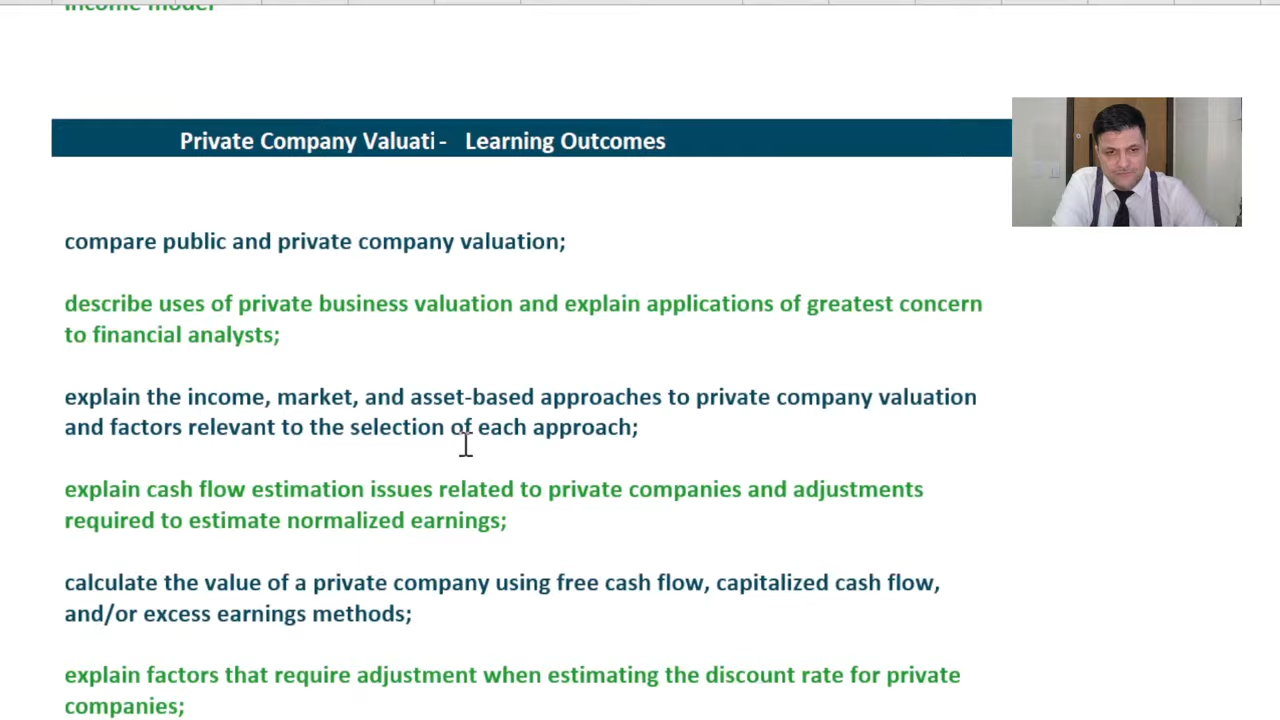 income model
Private Company Valuati - Learning Outcomes
compare public and private company valuation;
describe uses of private business valuation and explain applications of greatest concern
to financial analysts;
explain the income, market, and asset-based approaches to private company valuation
and factors relevant to the selection of each approach;
explain cash flow estimation issues related to private companies and adjustments
required to estimate normalized earnings;
calculate the value of a private company using free cash flow, capitalized cash flow,
and/or excess earnings methods;
explain factors that require adjustment when estimating the discount rate for private
companies;